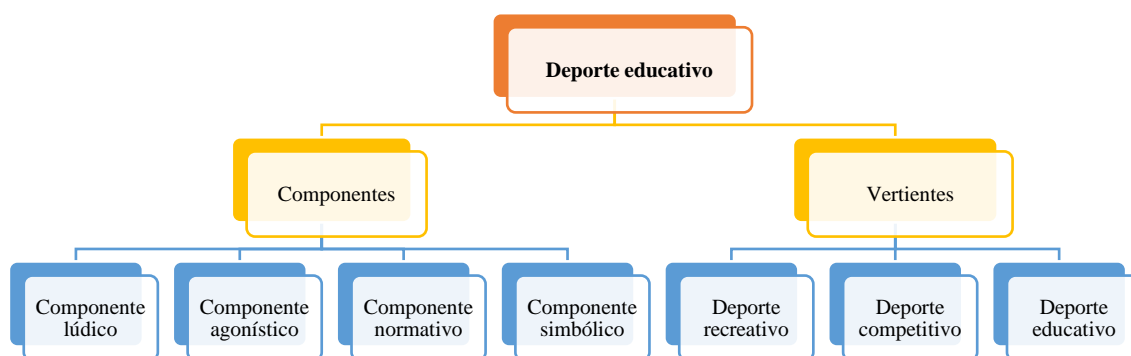 Deporte educativo
Componentes
Vertientes
Componente
lúdico
Componente
agonístico
Componente
normativo
Componente
simbólico
Deporte
recreativo
Deporte
competitivo
Deporte
educativo